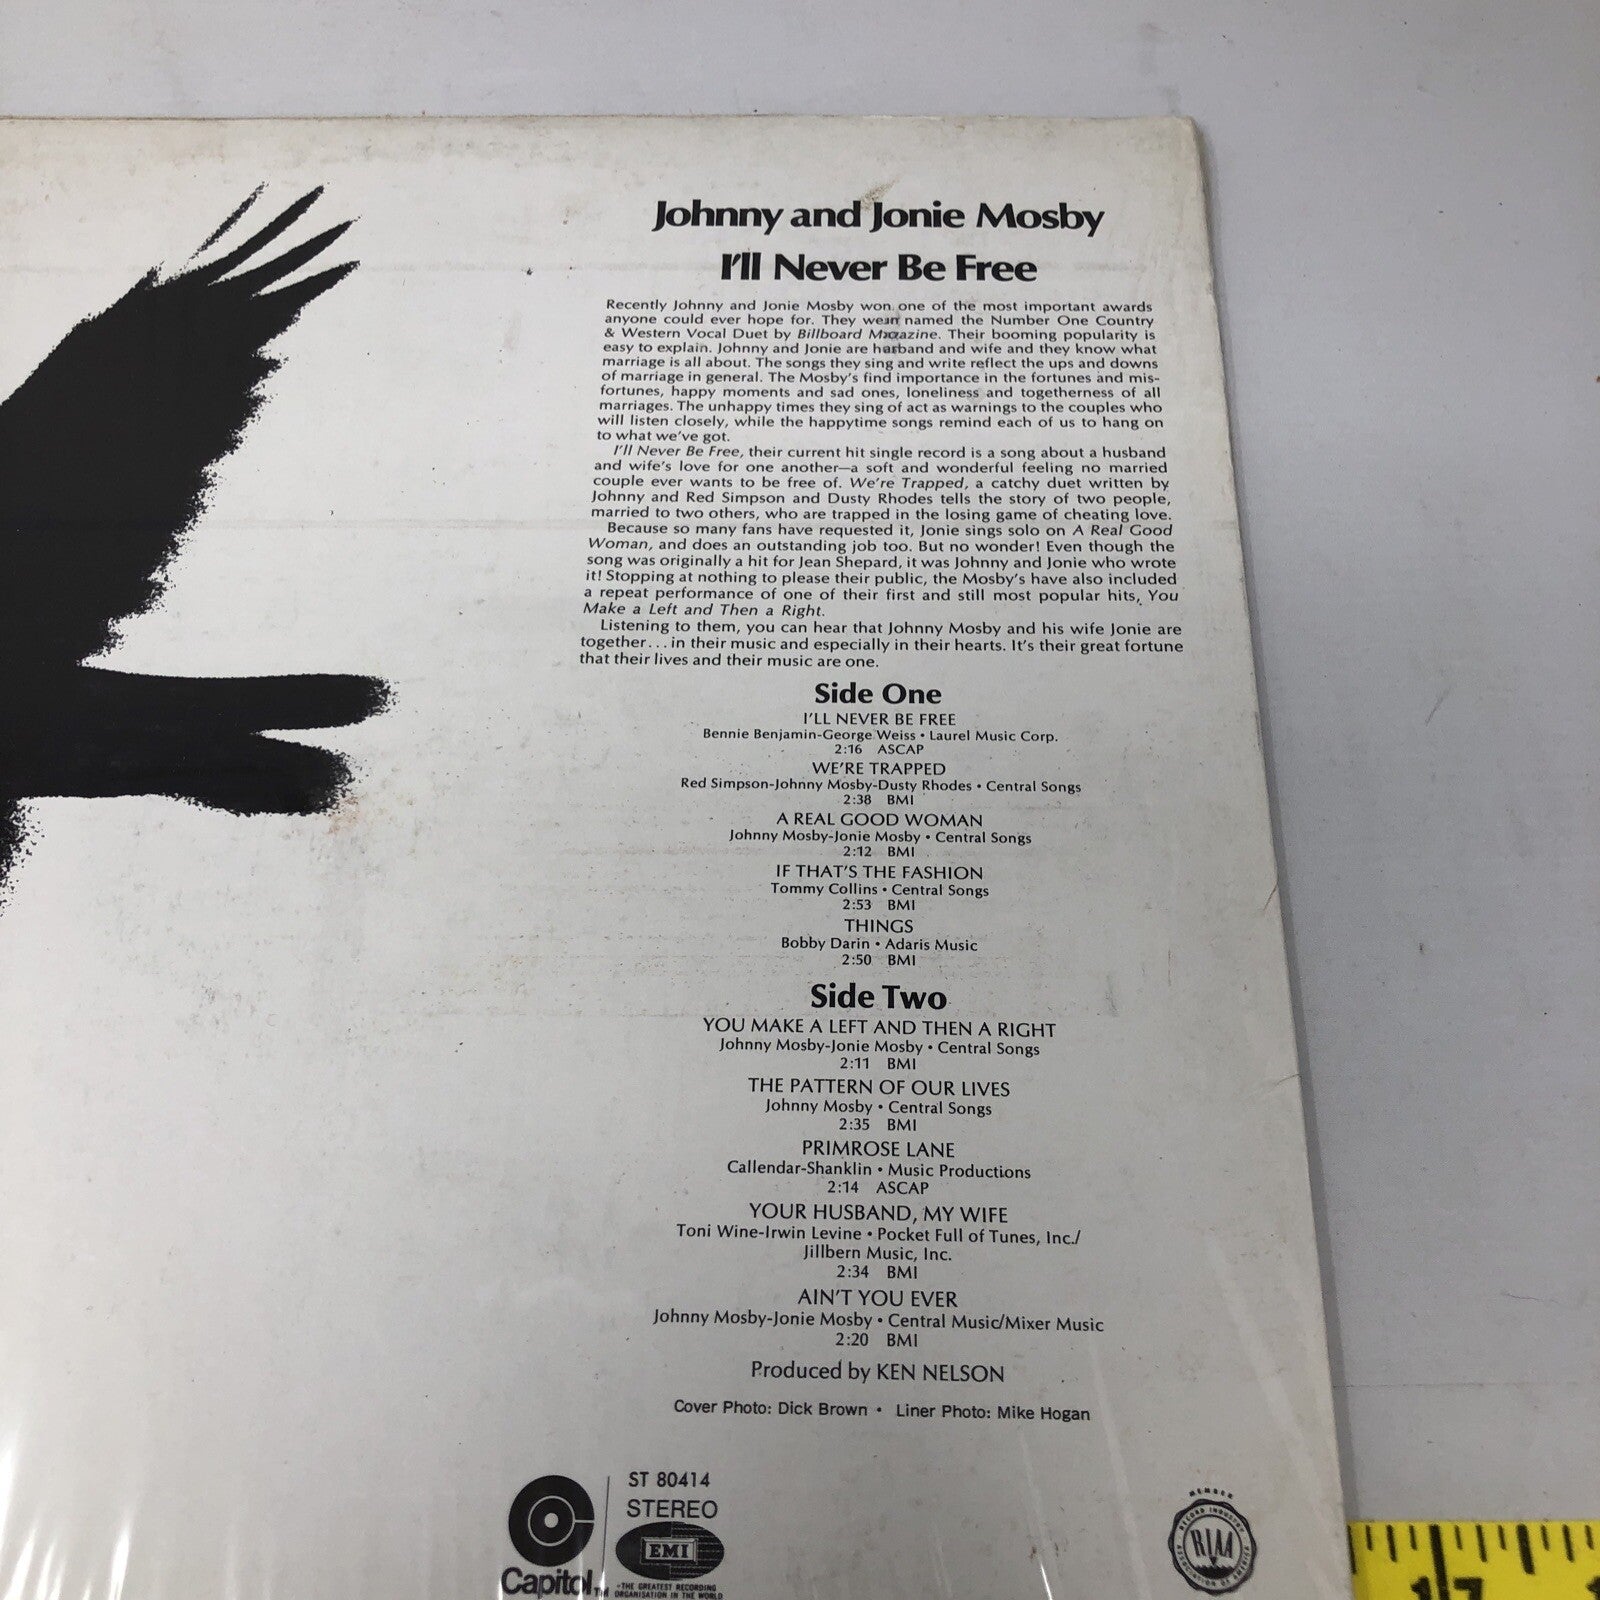 Johnny and Jonie Mosby
I'll Never Be Free
Recently Johnny and Jonie Mosby won one of the most important awards
anyone could ever hope for. They were named the Number One Country
& Western Vocal Duet by Billboard Magazine. Their booming popularity is
easy to explain. Johnny and Jonie are husband and wife and they know what
marriage is all about. The songs they sing and write reflect the ups and downs
of marriage in general. The Mosby's find importance in the fortunes and mis-
fortunes, happy moments and sad ones, loneliness and togetherness of all
marriages. The unhappy times they sing of act as warnings to the couples who
will listen closely, while the happytime songs remind each of us to hang on
to what we've got.
I'll Never Be Free, their current hit single record is a song about a husband
and wife's love for one another—a soft and wonderful feeling no married
couple ever wants to be free of. We're Trapped, a catchy duet written by
Johnny and Red Simpson and Dusty Rhodes tells the story of two people,
married to two others, who are trapped in the losing game of cheating love.
Because so many fans have requested it, Jonie sings solo on A Real Good
Woman, and does an outstanding job too. But no wonder! Even though the
song was originally a hit for Jean Shepard, it was Johnny and Jonie who wrote
it! Stopping at nothing to please their public, the Mosby's have also included
a repeat performance of one of their first and still most popular hits, You
Make a Left and Then a Right.
Listening to them, you can hear that Johnny Mosby and his wife Jonie are
together...in their music and especially in their hearts. It's their great fortune
that their lives and their music are one.
Side One
I'LL NEVER BE FREE
Bennie Benjamin-George Weiss • Laurel Music Corp.
2:16 ASCAP
WE'RE TRAPPED
Red Simpson-Johnny Mosby-Dusty Rhodes • Central Songs
2:38 BMI
A REAL GOOD WOMAN
Johnny Mosby-Jonie Mosby • Central Songs
2:12 BMI
IF THAT'S THE FASHION
Tommy Collins • Central Songs
2:53 BMI
THINGS
Bobby Darin • Adaris Music
2:50 BMI
Side Two
YOU MAKE A LEFT AND THEN A RIGHT
Johnny Mosby-Jonie Mosby • Central Songs
2:11 BMI
THE PATTERN OF OUR LIVES
Johnny Mosby • Central Songs
2:35 BMI
PRIMROSE LANE
Callendar-Shanklin • Music Productions
2:14 ASCAP
YOUR HUSBAND, MY WIFE
Toni Wine-Irwin Levine • Pocket Full of Tunes, Inc./
Jillbern Music, Inc.
2:34 BMI
AIN'T YOU EVER
Johnny Mosby-Jonie Mosby • Central Music/Mixer Music
2:20 BMI
Produced by KEN NELSON
Cover Photo: Dick Brown • Liner Photo: Mike Hogan
ST 80414
STEREO
EMI
Capitol TM
-THE GREATEST RECORDING
ORGANISATION IN THE WORLD
MEMBER
RECORD INDUSTRY
ASSOCIATION OF AMERICA
RIAA
17